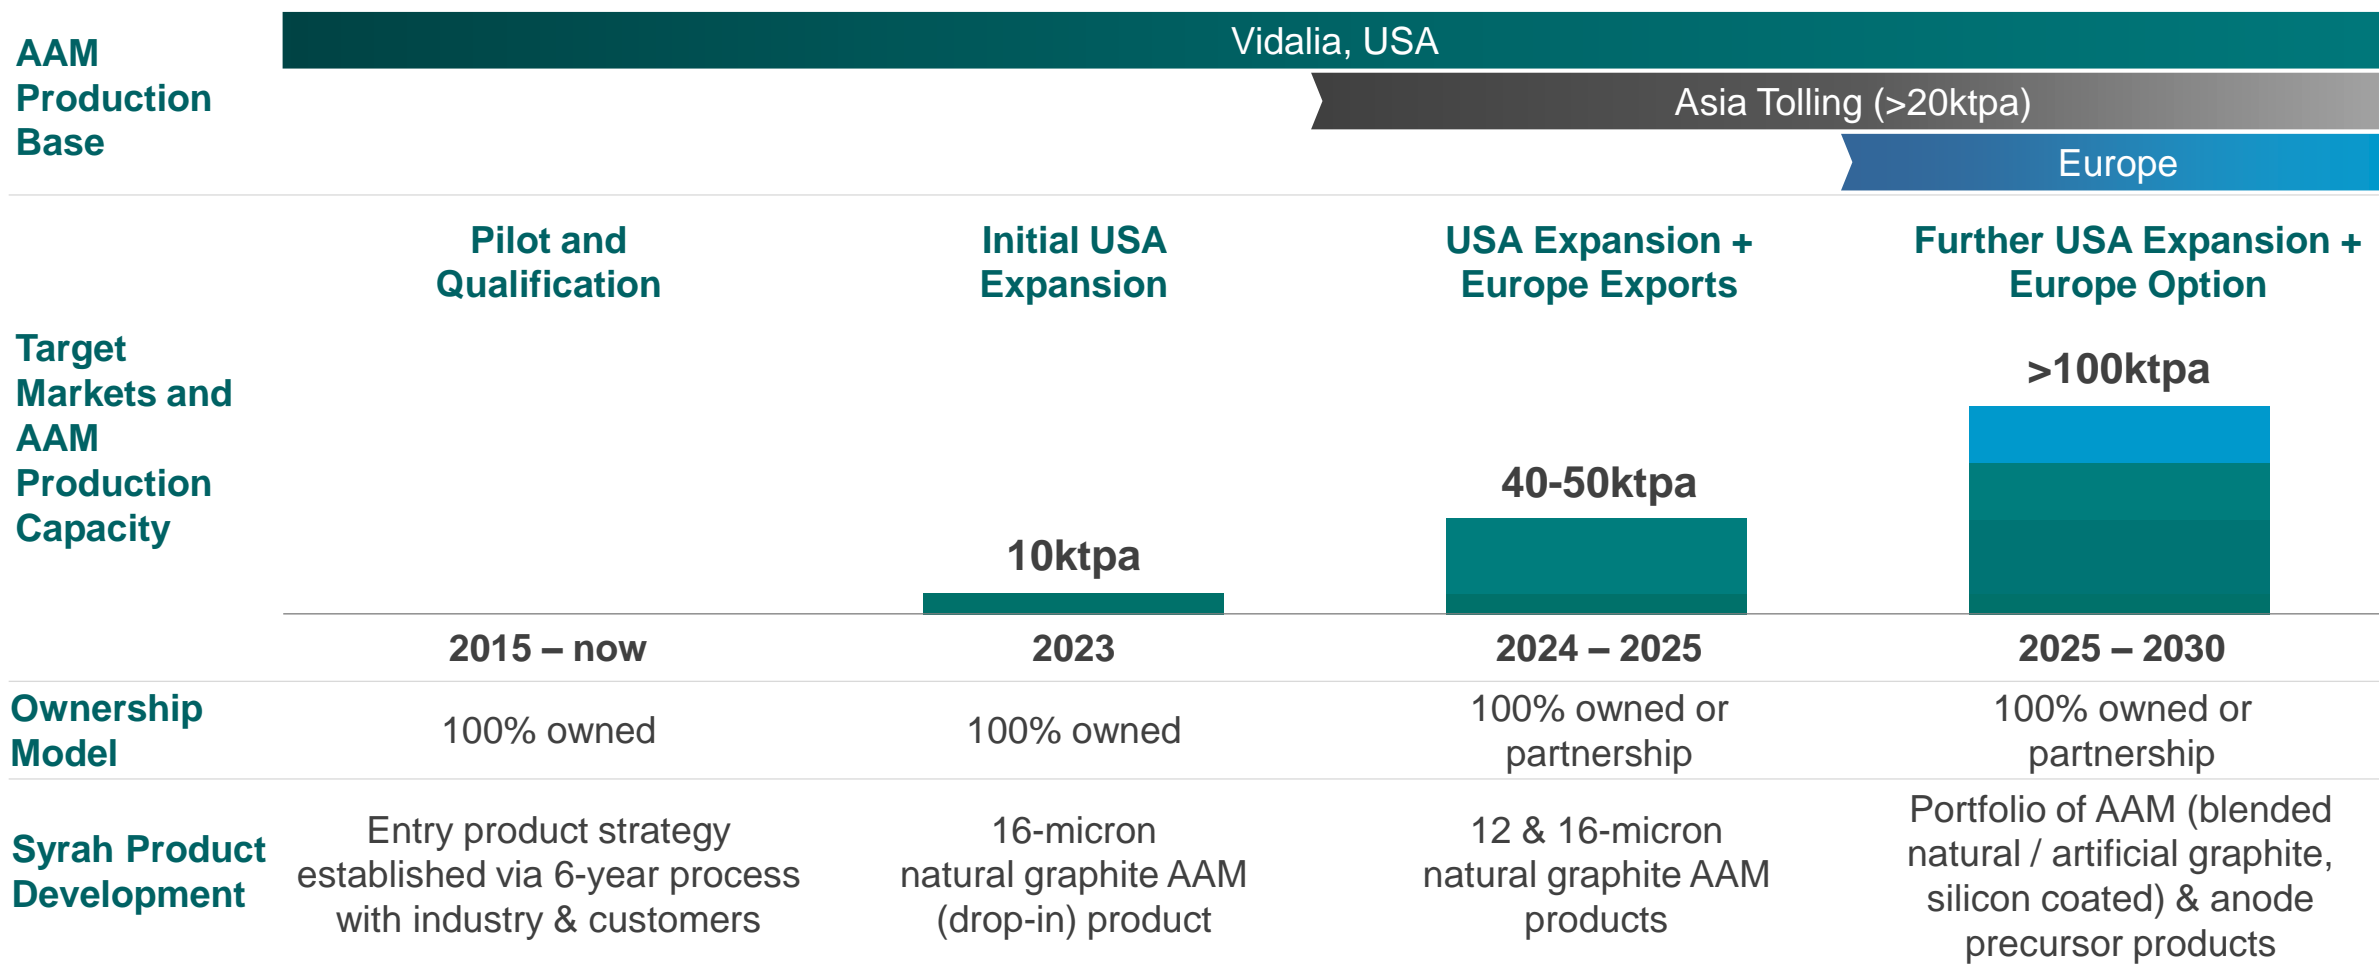 AAM
Production
Base
Vidalia, USA
Asia Tolling (>20ktpa)
Europe
Target
Markets and
AAM
Production
Capacity
Pilot and
Qualification
Initial USA
Expansion
USA Expansion +
Europe Exports
Further USA Expansion +
Europe Option
10ktpa
40-50ktpa
>100ktpa
2015 – now
2023
2024 – 2025
2025 – 2030
Ownership
Model
100% owned
100% owned
100% owned or
partnership
100% owned or
partnership
Syrah Product
Development
Entry product strategy
established via 6-year process
with industry & customers
16-micron
natural graphite AAM
(drop-in) product
12 & 16-micron
natural graphite AAM
products
Portfolio of AAM (blended
natural / artificial graphite,
silicon coated) & anode
precursor products